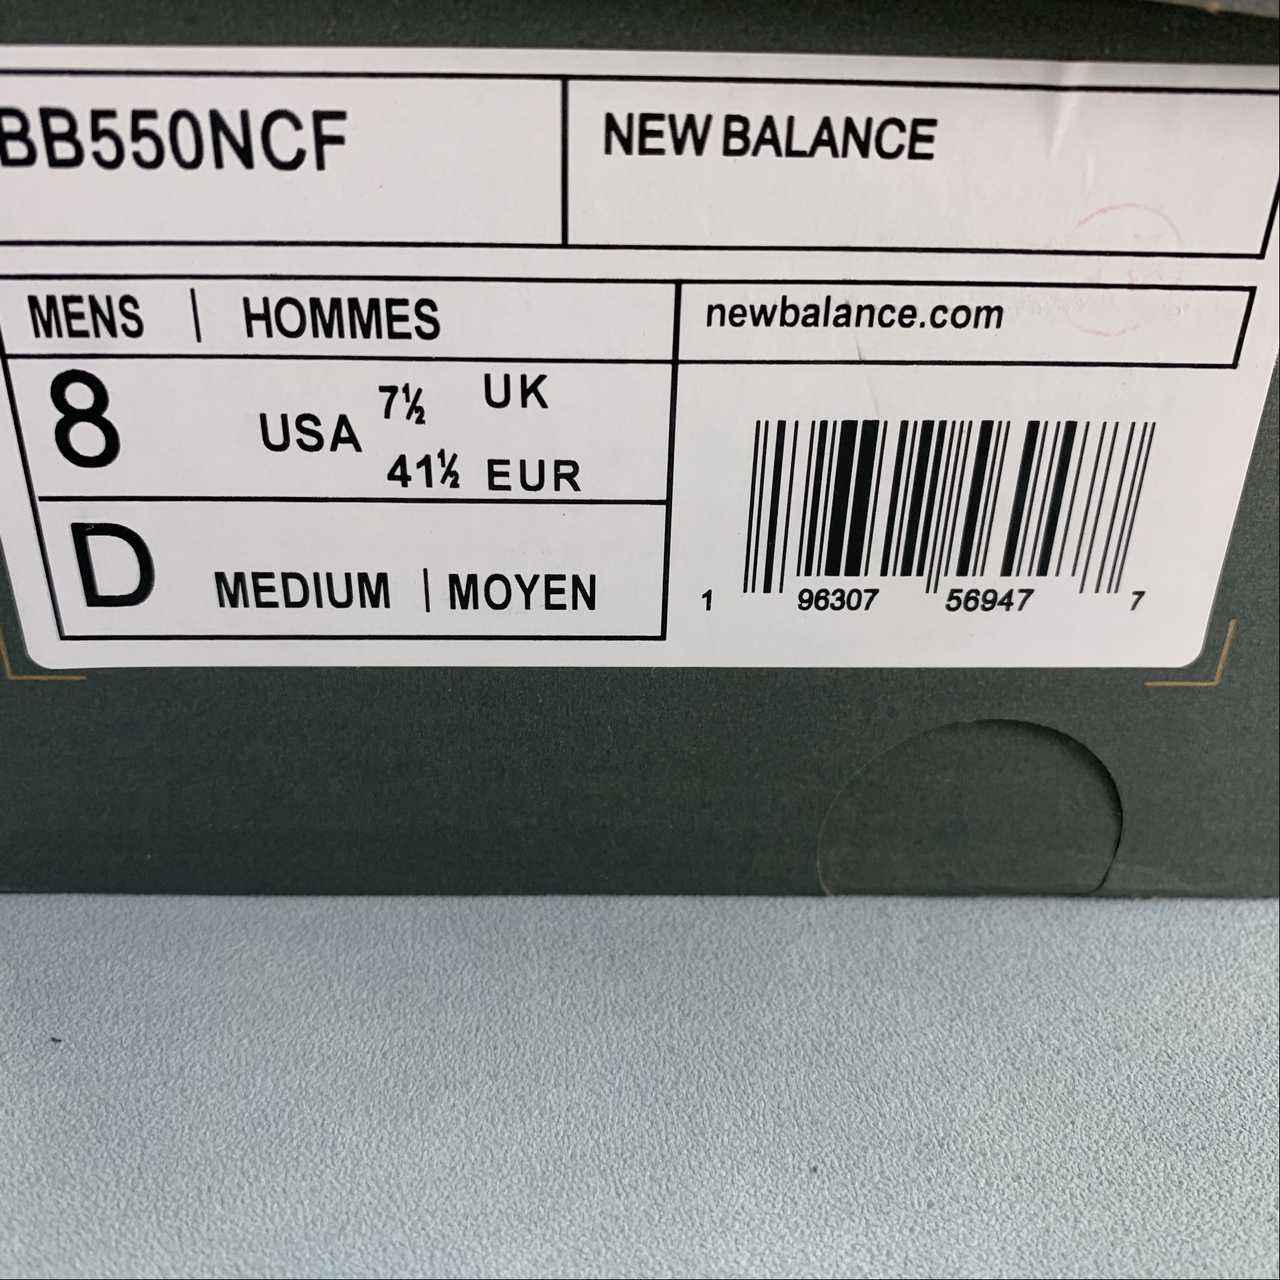 BB550NCF
NEW BALANCE
MENS | HOMMES
newbalance.com
8 USA 7½ UK
41½ EUR
D MEDIUM | MOYEN
1 96307 56947 7